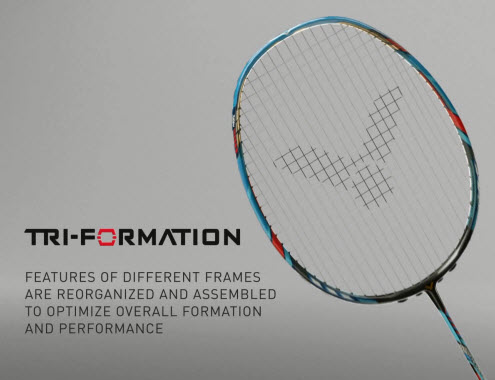 TRI-FORMATION
FEATURES OF DIFFERENT FRAMES
ARE REORGANIZED AND ASSEMBLED
TO OPTIMIZE OVERALL FORMATION
AND PERFORMANCE